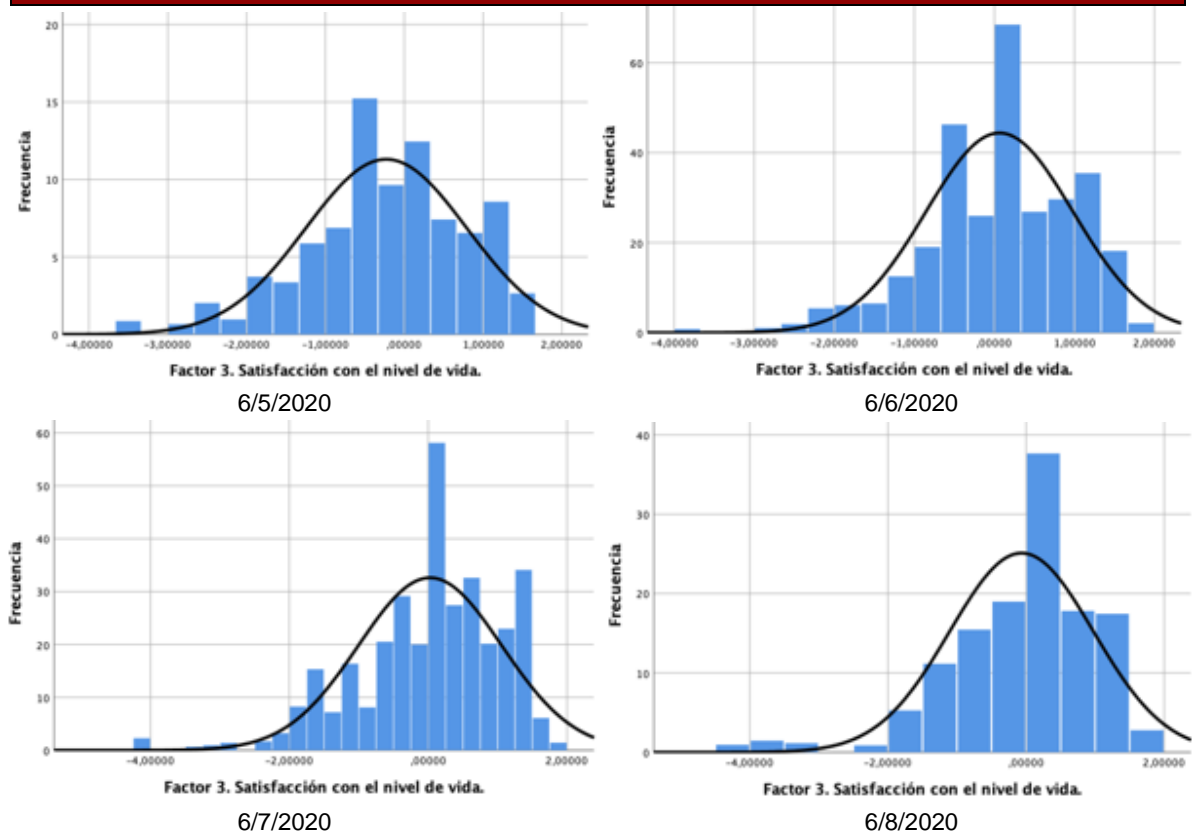 20
15
10
5
0
Frecuencia
-4,00000 -3,00000 -2,00000 -1,00000 ,00000 1,00000 2,00000
Factor 3. Satisfacción con el nivel de vida.
6/5/2020
60
40
20
0
Frecuencia
-4,00000 -3,00000 -2,00000 -1,00000 ,00000 1,00000 2,00000
Factor 3. Satisfacción con el nivel de vida.
6/6/2020
60
50
40
30
20
10
0
Frecuencia
-4,00000 -2,00000 ,00000 2,00000
Factor 3. Satisfacción con el nivel de vida.
6/7/2020
40
30
20
10
0
Frecuencia
-4,00000 -2,00000 ,00000 2,00000
Factor 3. Satisfacción con el nivel de vida.
6/8/2020